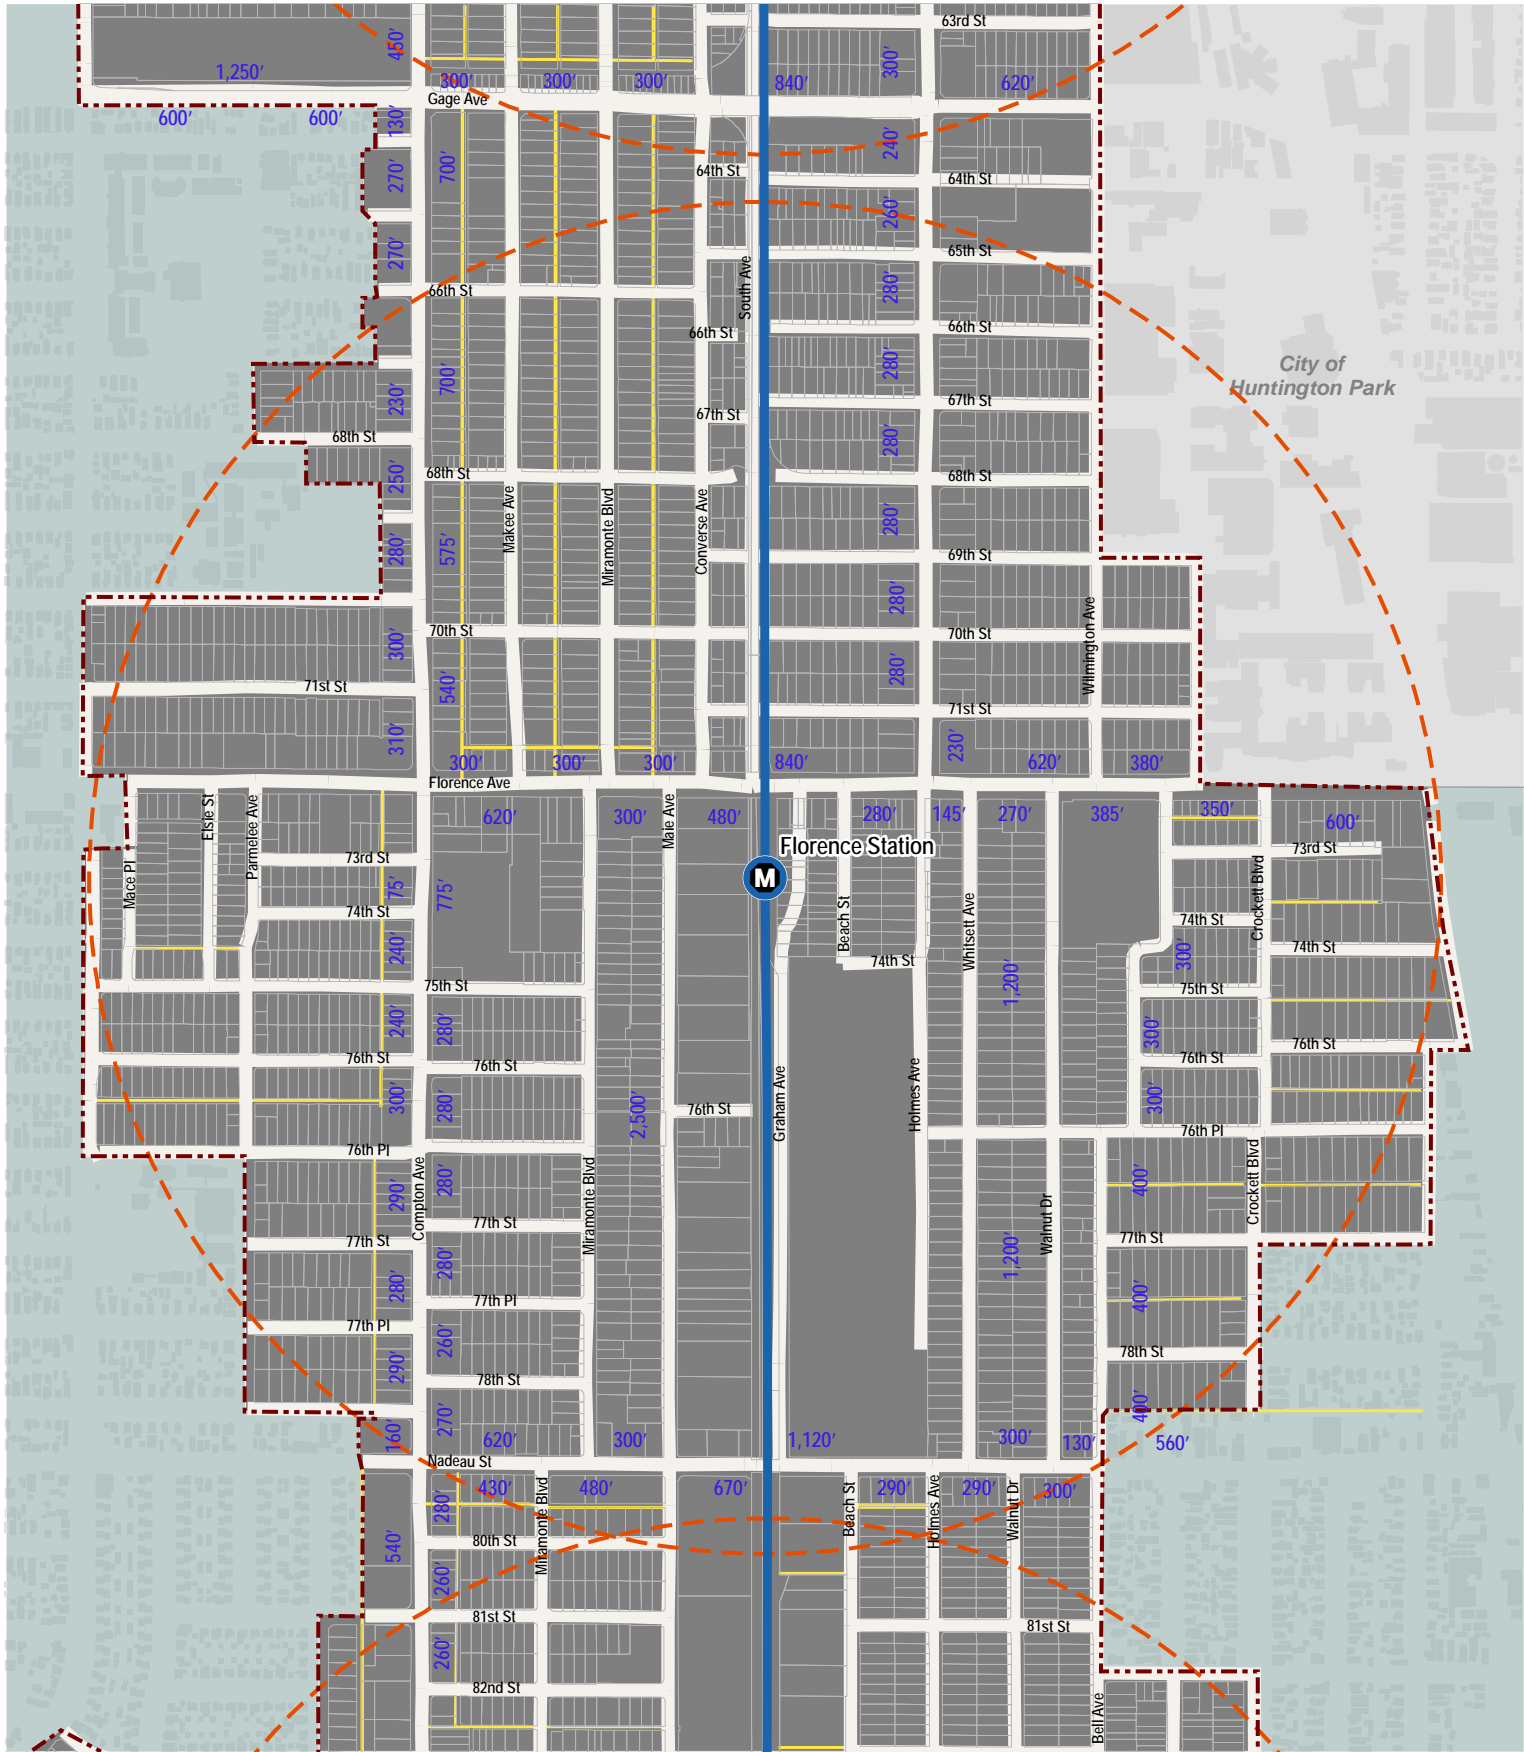 63rd St
450'
300'
1,250'
300'
300'
300'
840'
620'
Gage Ave
600'
600'
130'
240'
270'
700'
64th St
64th St
260'
270'
65th St
South Ave
280'
66th St
66th St
66th St
280'
City of
Huntington Park
230'
700'
67th St
67th St
68th St
280'
250'
68th St
68th St
Makee Ave
Miramonte Blvd
Converse Ave
280'
280'
575'
69th St
280'
Wilmington Ave
300'
70th St
70th St
540'
280'
71st St
71st St
310'
230'
300'
300'
300'
840'
620'
380'
Florence Ave
Elsie St
Parmelee Ave
620'
300'
Maie Ave
480'
280'
145'
270'
385'
350'
600'
Florence Station
M
73rd St
73rd St
Mace Pl
75'
775'
Crockett Blvd
74th St
Beach St
Whitsett Ave
74th St
240'
300'
74th St
74th St
75th St
1,200'
75th St
240'
280'
300'
76th St
76th St
76th St
76th St
300'
280'
2,500'
76th St
Graham Ave
Holmes Ave
300'
76th Pl
76th Pl
290'
Compton Ave
280'
Miramonte Blvd
400'
Crockett Blvd
77th St
77th St
Walnut Dr
77th St
280'
280'
1,200'
400'
77th Pl
77th Pl
290'
260'
78th St
78th St
160'
270'
620'
300'
1,120'
300'
130'
400'
560'
Nadeau St
280'
430'
Miramonte Blvd
480'
670'
Beach St
290'
Holmes Ave
290'
Walnut Dr
300'
540'
80th St
260'
81st St
81st St
260'
82nd St
Bell Ave